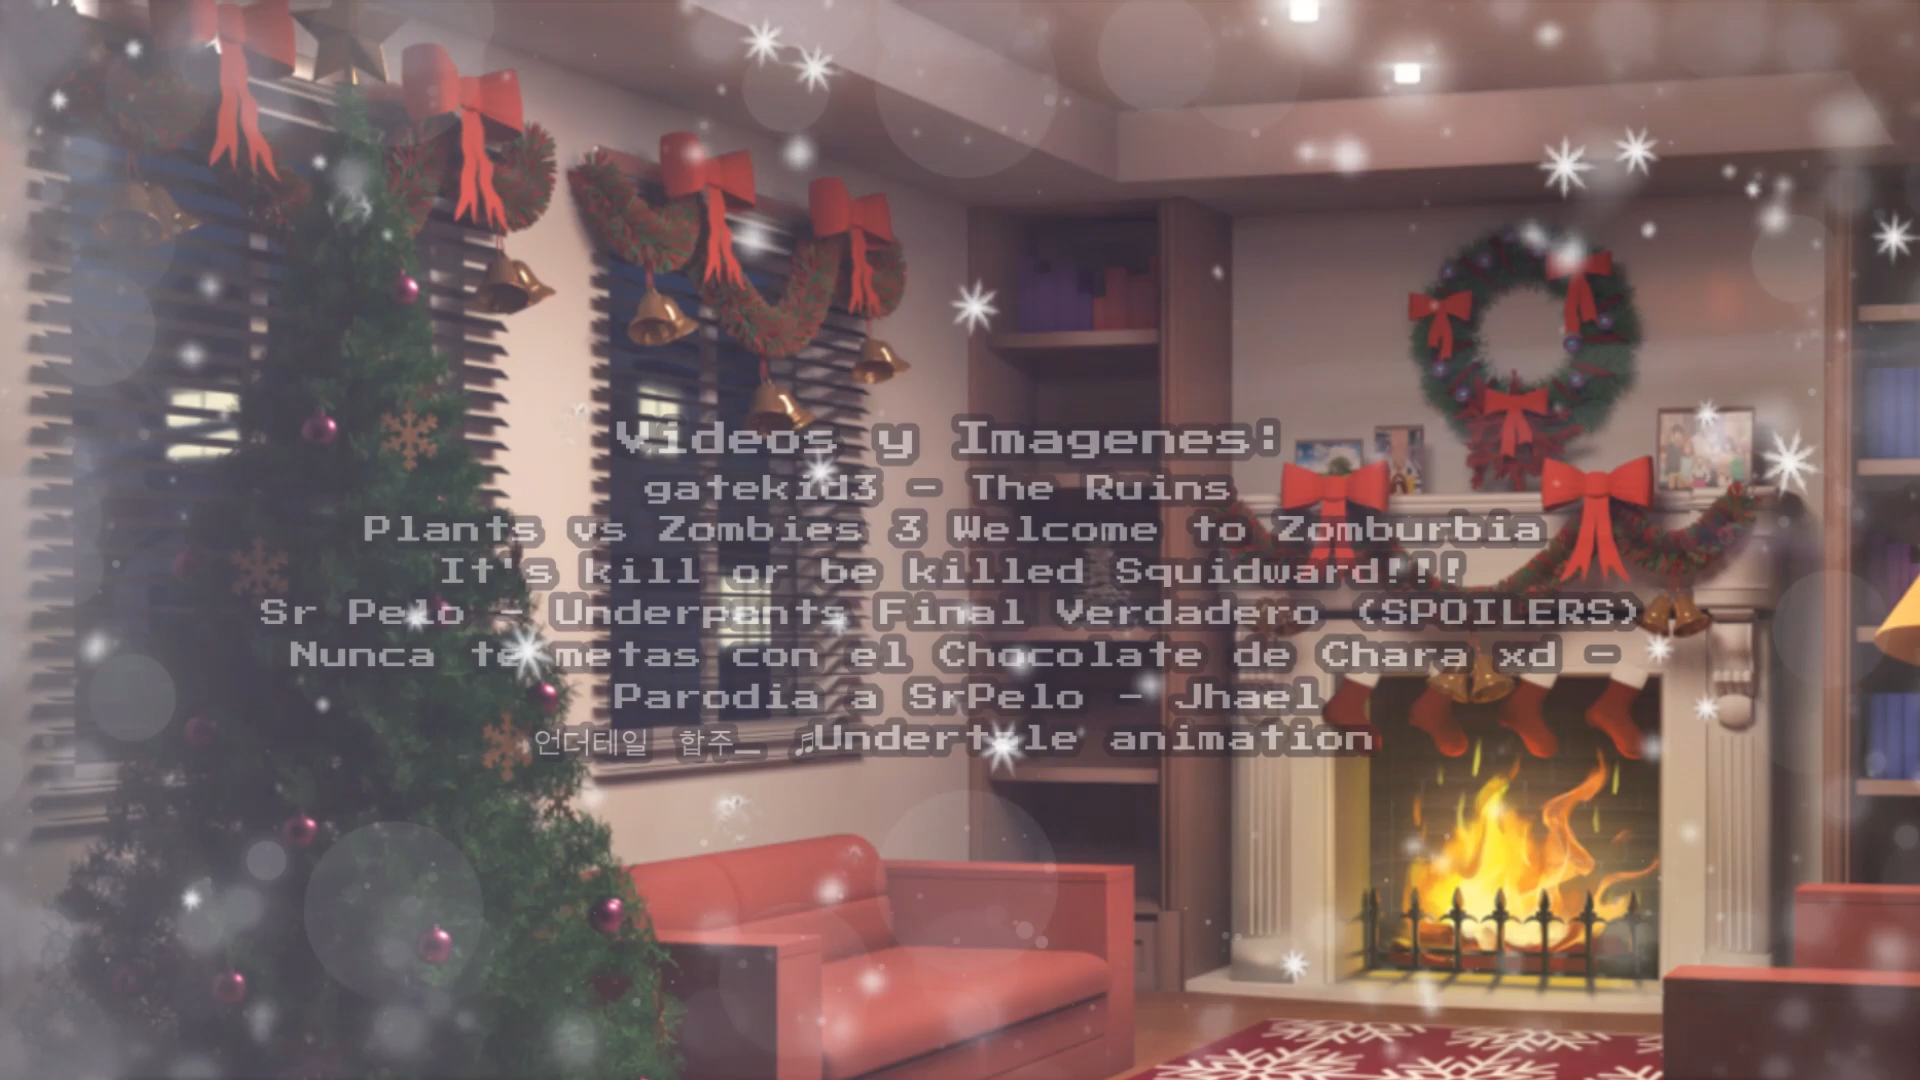 Videos y Imagenes:
gatekid3 - The Ruins
Plants vs Zombies 3 Welcome to Zomburbia
It's kill or be killed Squidward!!!
Sr Pelo - Underpents Final Verdadero (SPOILERS)
Nunca te metas con el Chocolate de Chara xd -
Parodia a SrPelo - Jhael
언더테일 합주_ ♬Undertale animation